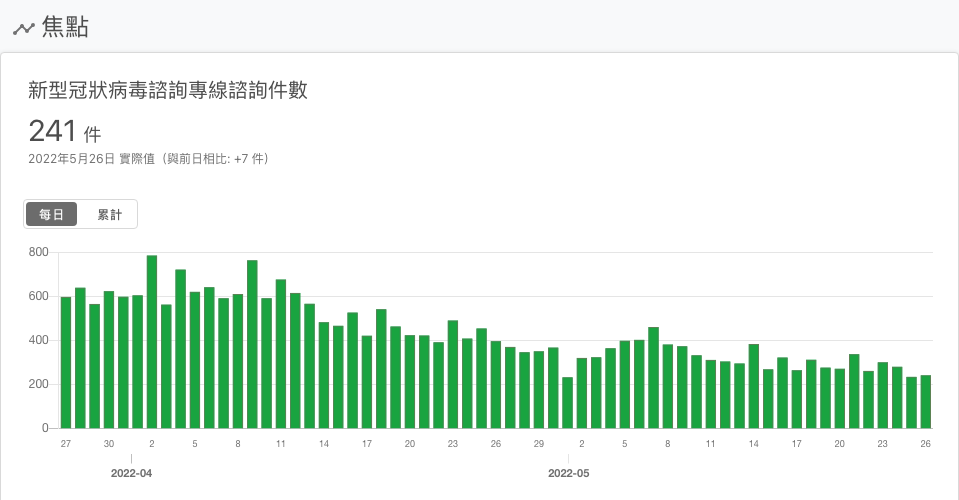 焦點
新型冠狀病毒諮詢專線諮詢件數
241 件
2022年5月26日 實際值（與前日相比: +7 件）
每日 累計
800
600
400
200
0
27 30 2 5 8 11 14 17 20 23 26 29 2 5 8 11 14 17 20 23 26
2022-04 2022-05